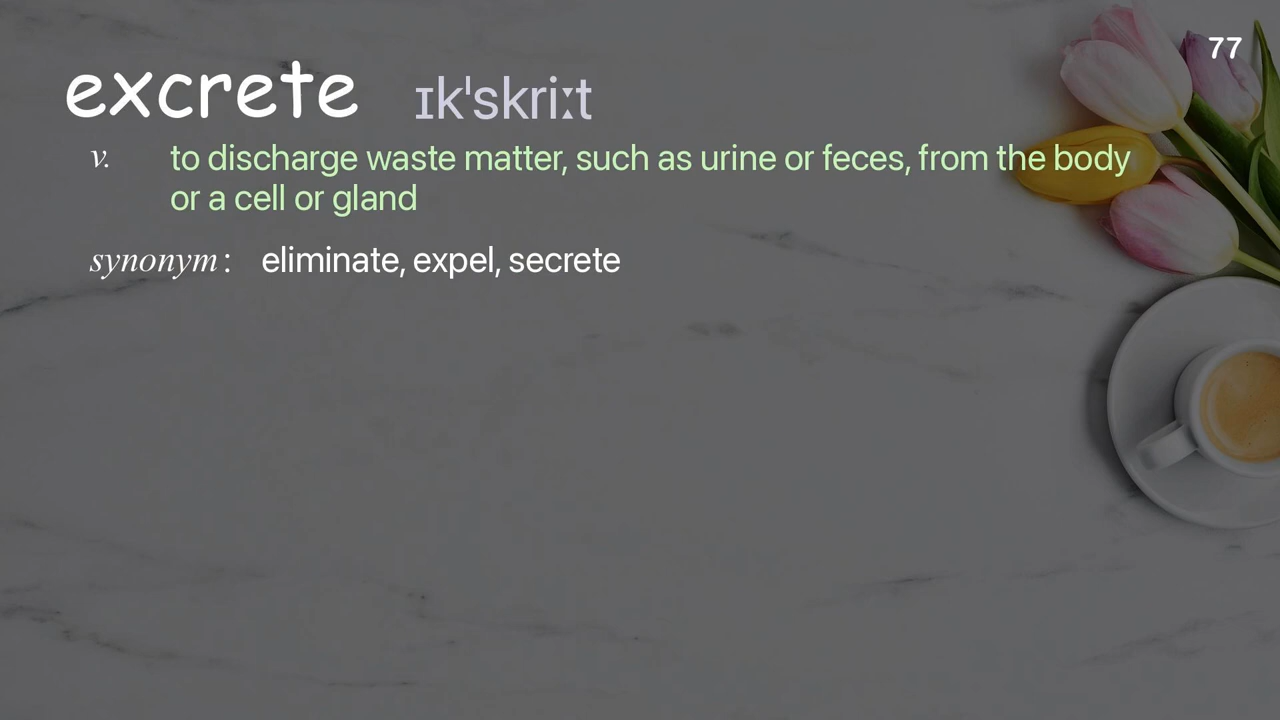 77
excrete ɪk'skriːt
v. to discharge waste matter, such as urine or feces, from the body
or a cell or gland
synonym : eliminate, expel, secrete